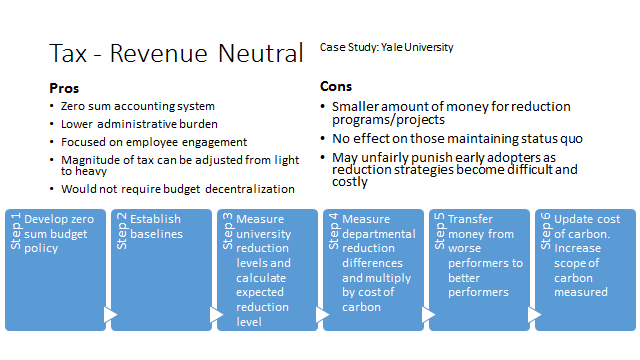 Tax - Revenue Neutral
Case Study: Yale University
Pros
• Zero sum accounting system
• Lower administrative burden
• Focused on employee engagement
• Magnitude of tax can be adjusted from light
to heavy
• Would not require budget decentralization
Cons
• Smaller amount of money for reduction
programs/projects
• No effect on those maintaining status quo
• May unfairly punish early adopters as
reduction strategies become difficult and
costly
Step 1
Develop zero
sum budget
policy
Step 2
Establish
baselines
Step 3
Measure
university
reduction
levels and
calculate
expected
reduction
level
Step 4
Measure
departmental
reduction
differences
and multiply
by cost of
carbon
Step 5
Transfer
money from
worse
performers to
better
performers
Step 6
Update cost
of carbon.
Increase
scope of
carbon
measured